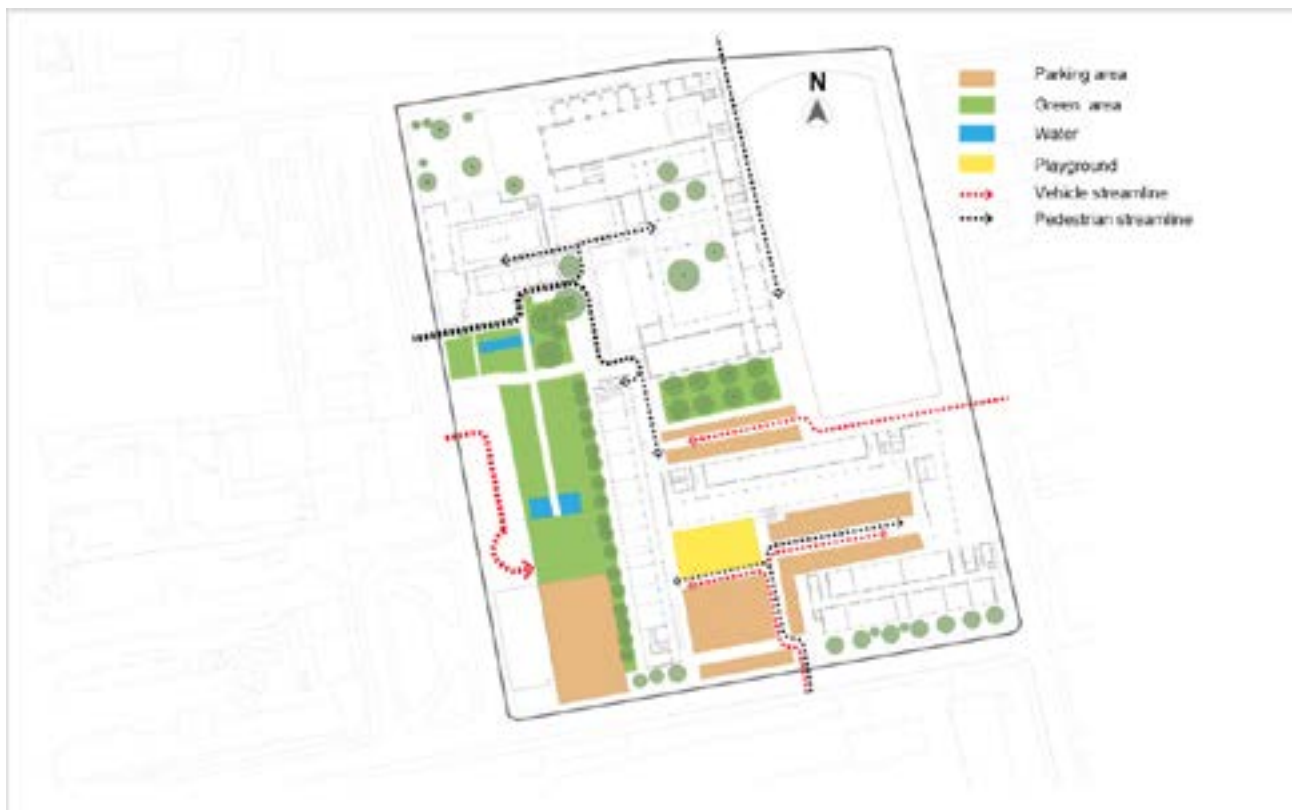 N
Parking area
Green area
Water
Playground
Vehicle streamline
Pedestrian streamline